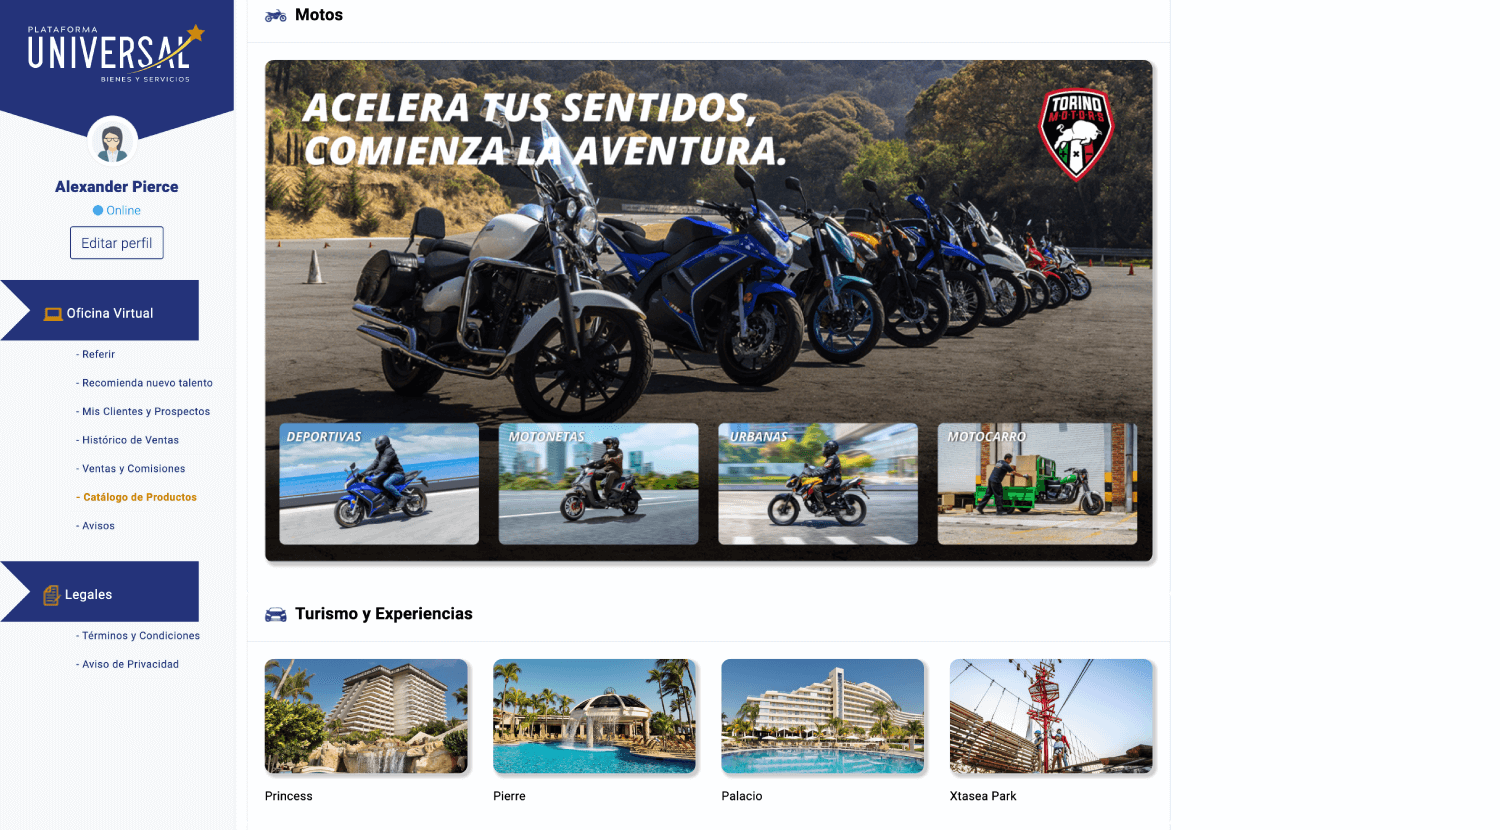 PLATAFORMA
UNIVERSAL
BIENES Y SERVICIOS
Alexander Pierce
Online
Editar perfil
Oficina Virtual
- Referir
- Recomienda nuevo talento
- Mis Clientes y Prospectos
- Histórico de Ventas
- Ventas y Comisiones
- Catálogo de Productos
- Avisos
Legales
- Términos y Condiciones
- Aviso de Privacidad
Motos
ACELERA TUS SENTIDOS,
COMIENZA LA AVENTURA.
TORINO
MOTORS
DEPORTIVAS
MOTONETAS
URBANAS
MOTOCARRO
Turismo y Experiencias
Princess
Pierre
Palacio
Xtasea Park